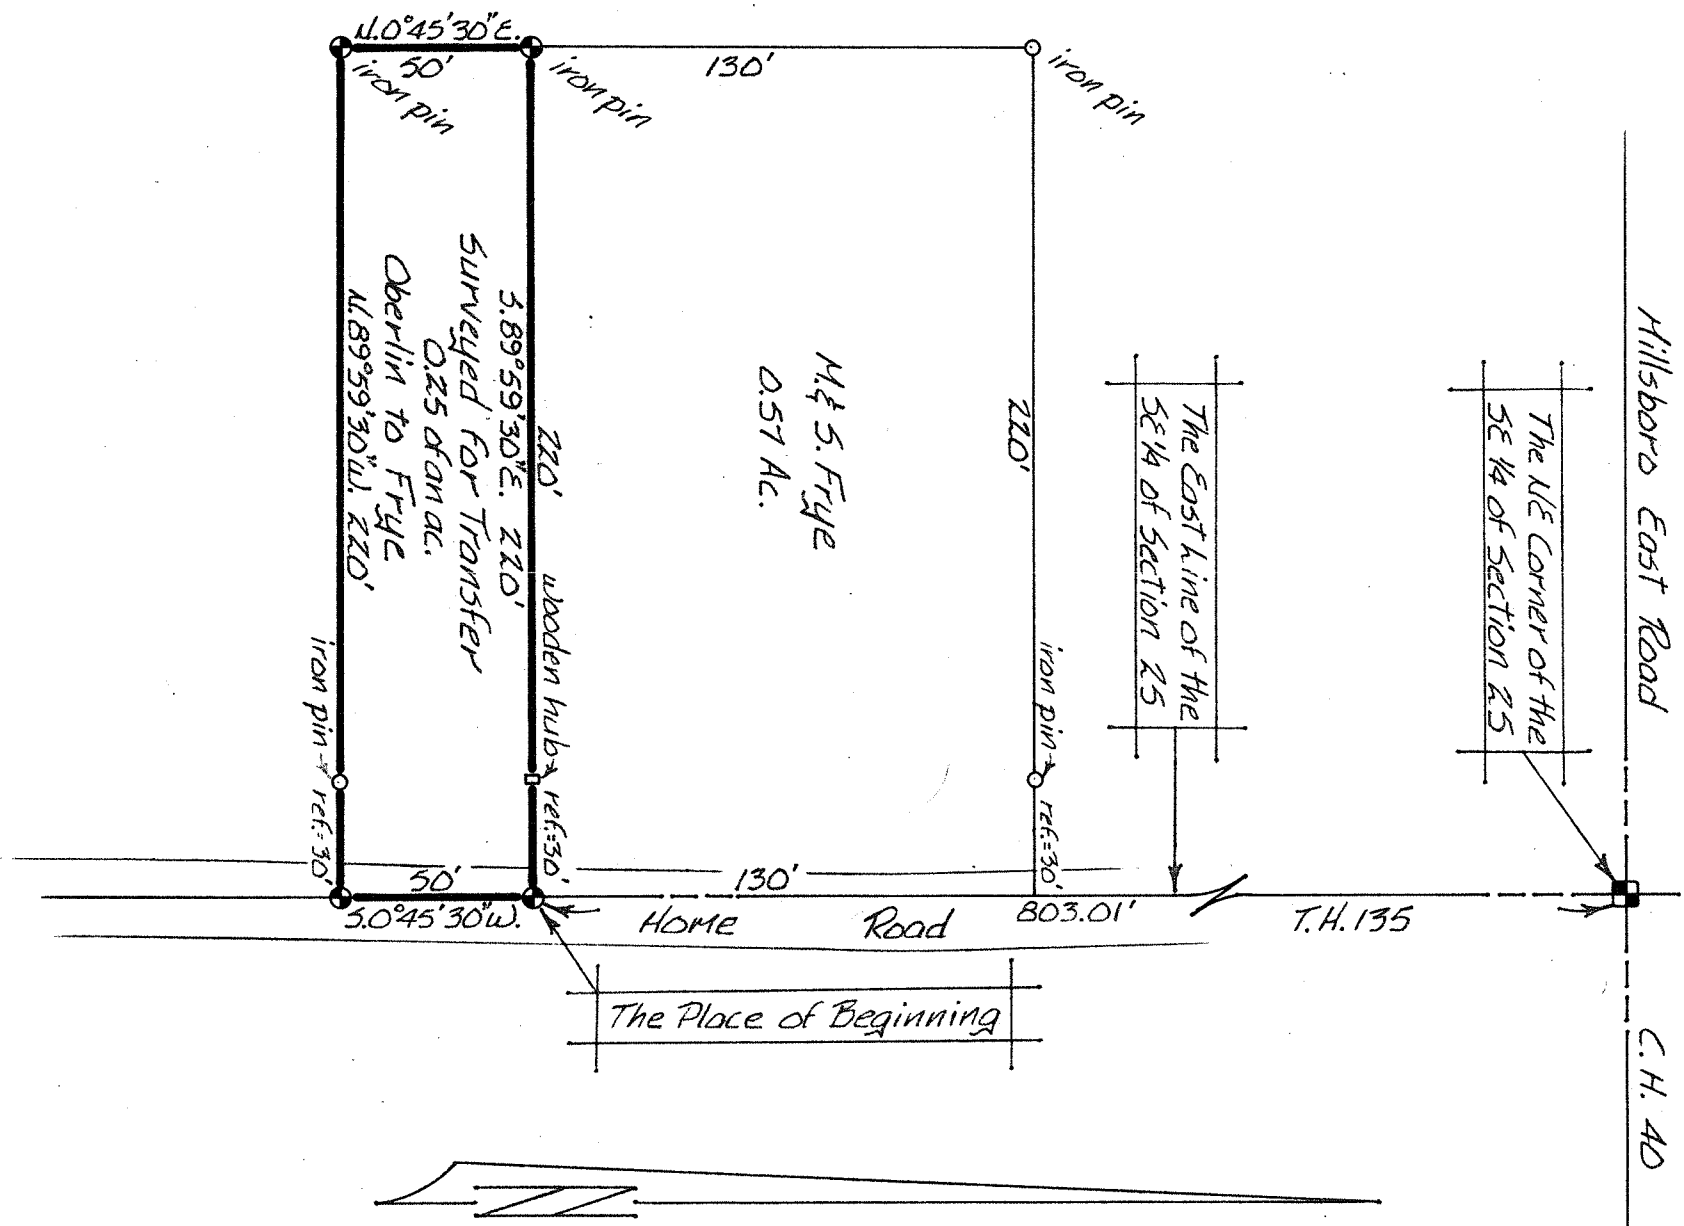 N.0°45'30"E.
50'
iron pin
iron pin
130'
iron pin
S.89°59'30"E. 220'
Surveyed for Transfer
0.25 of an ac.
Oberlin to Frye
N.89°59'30"W. 220'
220'
wooden hub
ref.=30'
iron pin
ref.=30'
M.& S. Frye
0.57 Ac.
220'
iron pin
ref.=30'
The East Line of the
SE 1/4 of Section 25
The NE Corner of the
SE 1/4 of Section 25
Millsboro East Road
C.H. 40
50'
S.0°45'30"W.
130'
Home Road
803.01'
T.H.135
The Place of Beginning
N